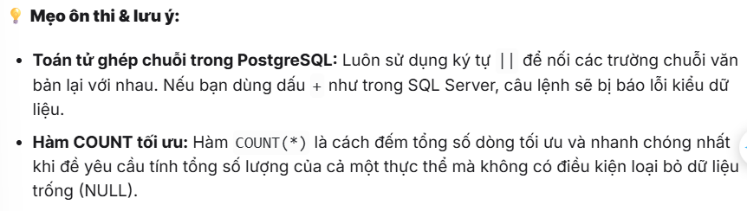 💡 Mẹo ôn thi & lưu ý:
• Toán tử ghép chuỗi trong PostgreSQL: Luôn sử dụng ký tự || để nối các trường chuỗi văn
bản lại với nhau. Nếu bạn dùng dấu + như trong SQL Server, câu lệnh sẽ bị báo lỗi kiểu dữ
liệu.
• Hàm COUNT tối ưu: Hàm COUNT(*) là cách đếm tổng số dòng tối ưu và nhanh chóng nhất
khi đề yêu cầu tính tổng số lượng của cả một thực thể mà không có điều kiện loại bỏ dữ liệu
trống (NULL).